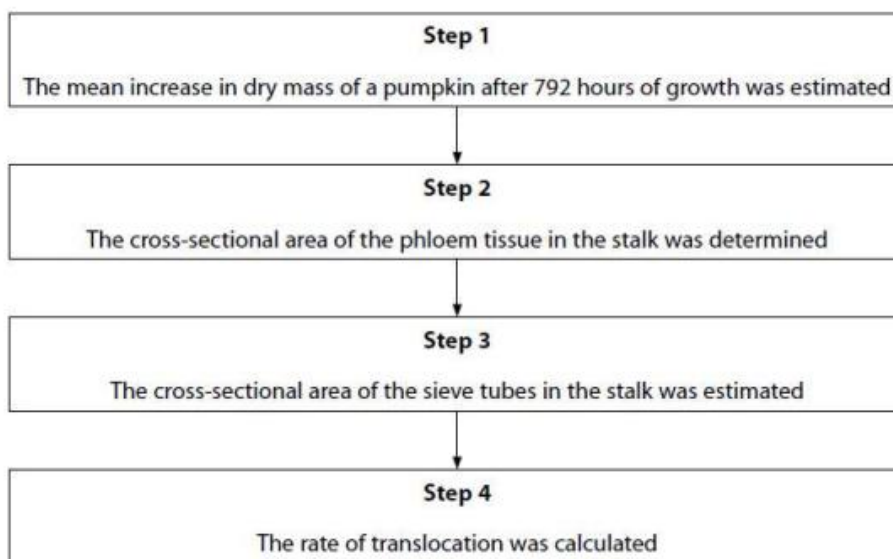 Step 1
The mean increase in dry mass of a pumpkin after 792 hours of growth was estimated
Step 2
The cross-sectional area of the phloem tissue in the stalk was determined
Step 3
The cross-sectional area of the sieve tubes in the stalk was estimated
Step 4
The rate of translocation was calculated